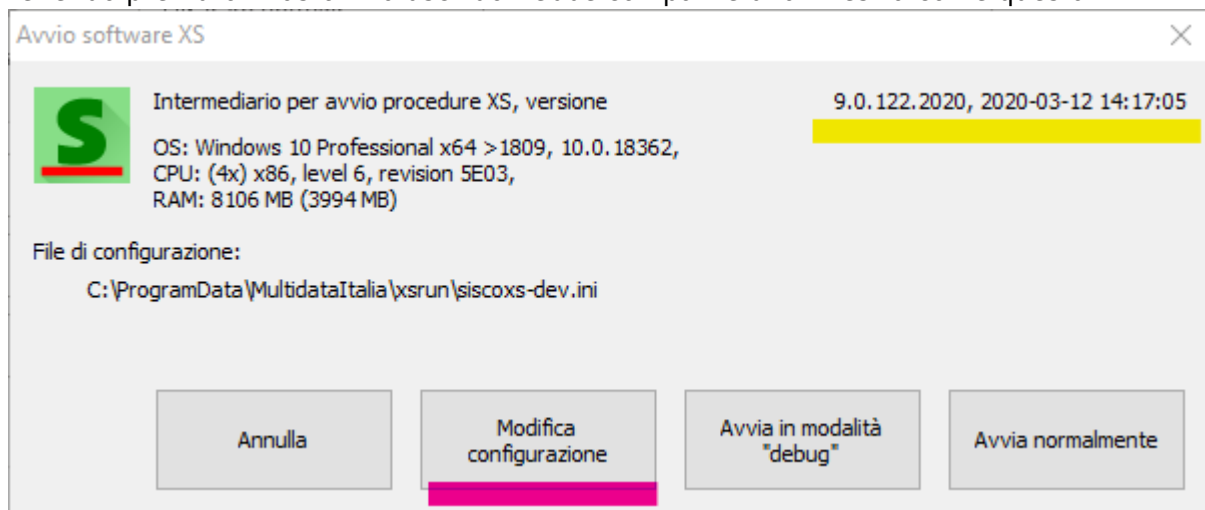 Avvio software XS
S
Intermediario per avvio procedure XS, versione 9.0.122.2020, 2020-03-12 14:17:05
OS: Windows 10 Professional x64 >1809, 10.0.18362,
CPU: (4x) x86, level 6, revision 5E03,
RAM: 8106 MB (3994 MB)
File di configurazione:
C:\ProgramData\MultidataItalia\xsrun\siscoxs-dev.ini
Annulla
Modifica
configurazione
Avvia in modalità
"debug"
Avvia normalmente